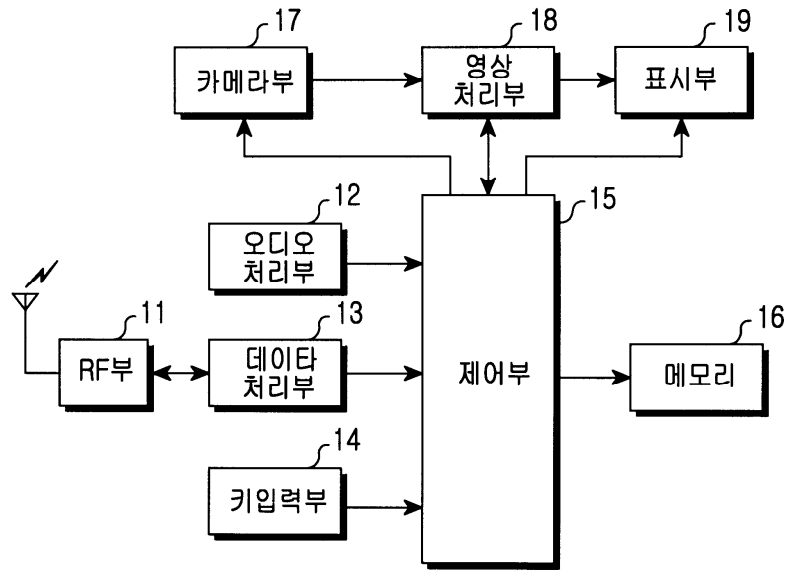 17
카메라부
18
영상
처리부
19
표시부
12
오디오
처리부
15
제어부
11
RF부
13
데이타
처리부
16
메모리
14
키입력부